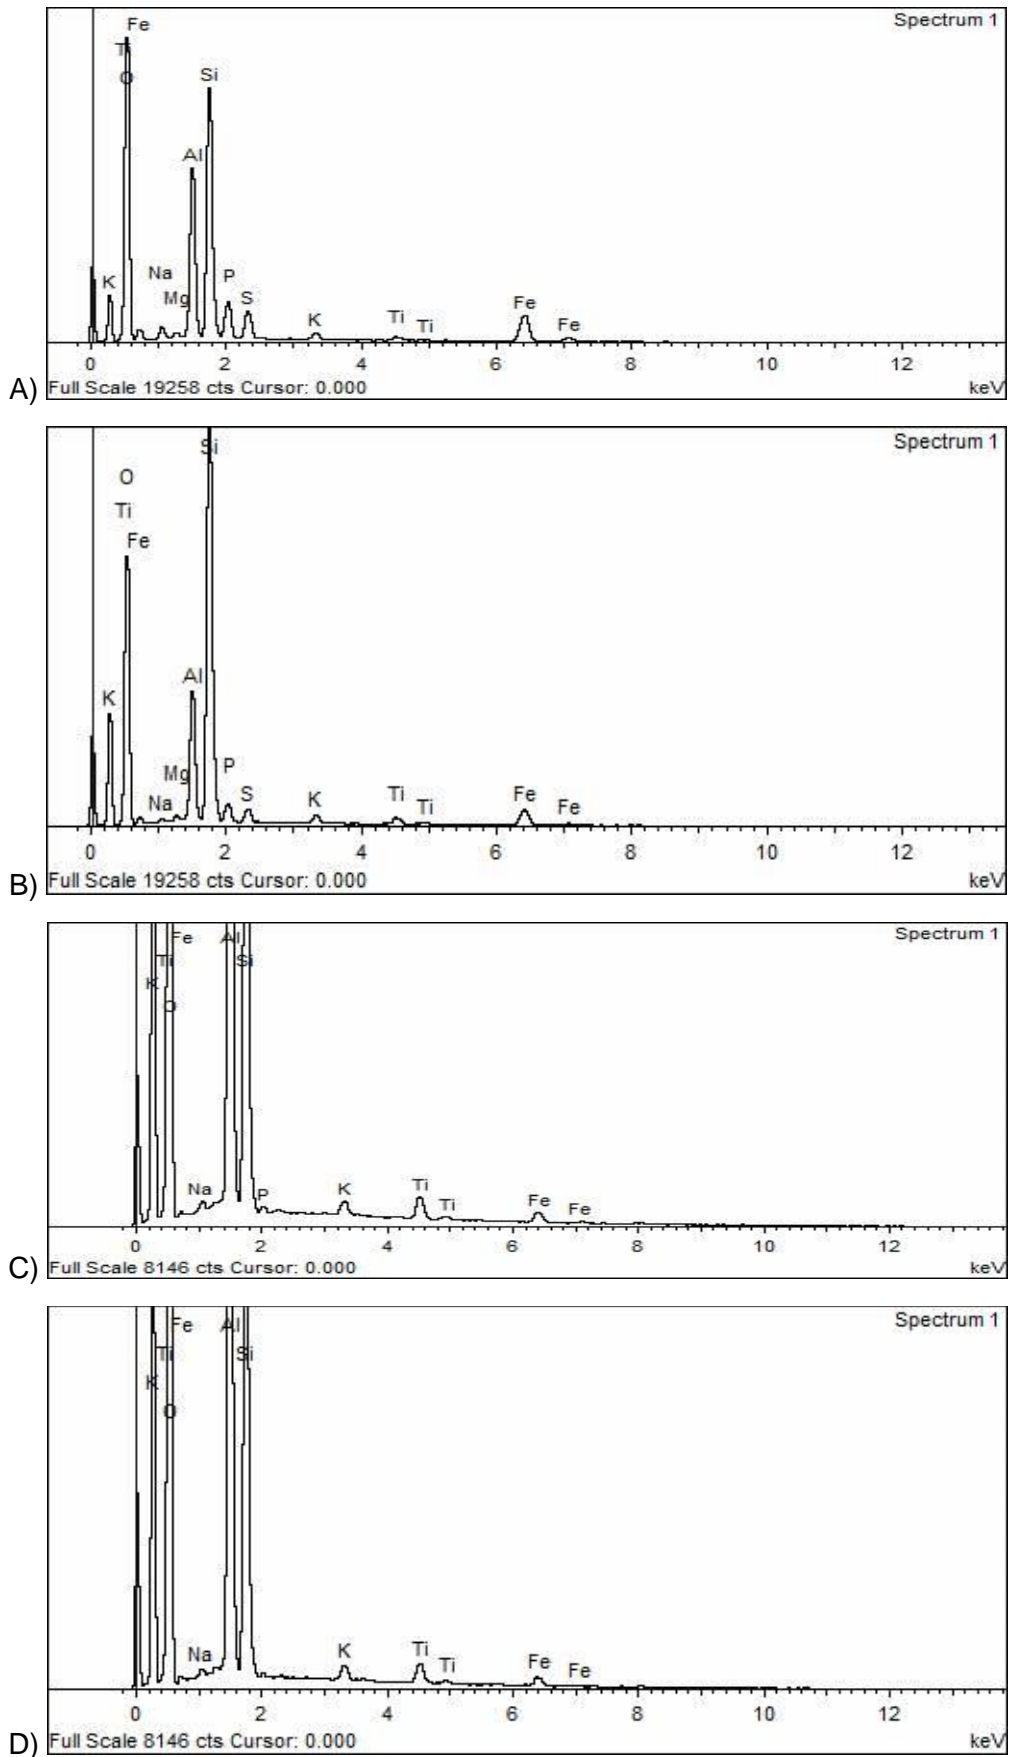 Spectrum 1
Fe
Ti
O
Si
Al
K
Na
Mg
P
S
K
Ti
Ti
Fe
Fe
0 2 4 6 8 10 12
A) Full Scale 19258 cts Cursor: 0.000 keV
Spectrum 1
Si
O
Ti
Fe
Al
K
Mg
P
Na
S
K
Ti
Ti
Fe
Fe
0 2 4 6 8 10 12
B) Full Scale 19258 cts Cursor: 0.000 keV
Spectrum 1
Fe
Al
Ti
Si
K
O
Na
P
K
Ti
Ti
Fe
Fe
0 2 4 6 8 10 12
C) Full Scale 8146 cts Cursor: 0.000 keV
Spectrum 1
Fe
Al
Ti
Si
K
O
Na
K
Ti
Ti
Fe
Fe
0 2 4 6 8 10 12
D) Full Scale 8146 cts Cursor: 0.000 keV